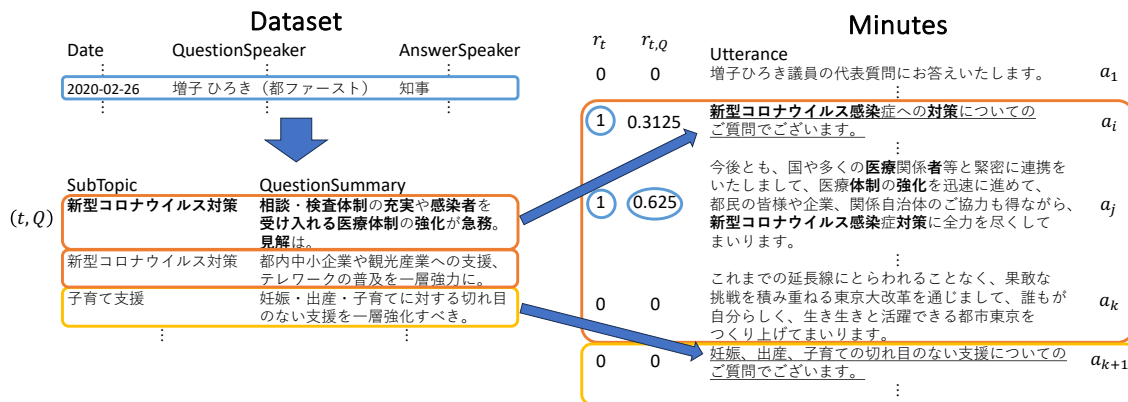 Dataset
Date QuestionSpeaker AnswerSpeaker
⋮ ⋮ ⋮
2020-02-26 増子 ひろき（都ファースト） 知事
⋮ ⋮ ⋮
SubTopic QuestionSummary
(t, Q)
新型コロナウイルス対策 相談・検査体制の充実や感染者を
受け入れる医療体制の強化が急務。
見解は。
新型コロナウイルス対策 都内中小企業や観光産業への支援、
テレワークの普及を一層強力に。
子育て支援 妊娠・出産・子育てに対する切れ目
のない支援を一層強化すべき。
⋮ ⋮
Minutes
r_t r_{t,Q} Utterance
0 0 増子ひろき議員の代表質問にお答えいたします。 a_1
⋮
1 0.3125 新型コロナウイルス感染症への対策についての a_i
ご質問でございます。
⋮
今後とも、国や多くの医療関係者等と緊密に連携を
いたしまして、医療体制の強化を迅速に進めて、
1 0.625 都民の皆様や企業、関係自治体のご協力も得ながら、 a_j
新型コロナウイルス感染症対策に全力を尽くして
まいります。
⋮
これまでの延長線にとらわれることなく、果敢な
0 0 挑戦を積み重ねる東京大改革を通じまして、誰もが a_k
自分らしく、生き生きと活躍できる都市東京を
つくり上げてまいります。
0 0 妊娠、出産、子育ての切れ目のない支援についての a_{k+1}
ご質問でございます。
⋮